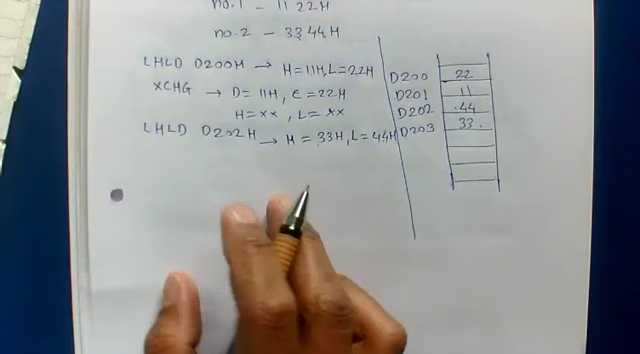 no.1 - 1122H
no.2 - 3344H
LHLD D200H → H=11H, L=22H
XCHG → D=11H, E=22H
H=xx, L=xx
LHLD D202H → H=33H, L=44H
D200 22
D201 11
D202 44
D203 33